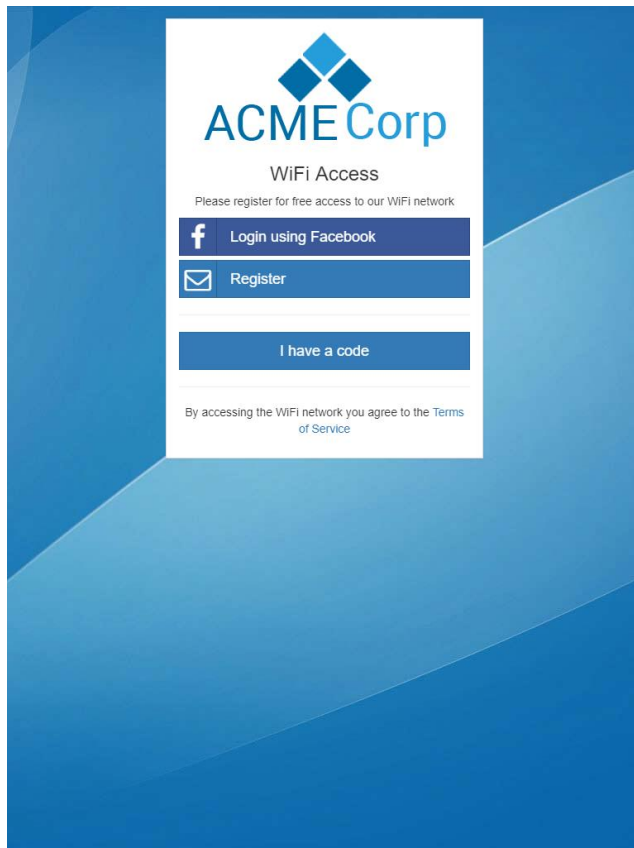 ACME Corp
WiFi Access
Please register for free access to our WiFi network
Login using Facebook
Register
I have a code
By accessing the WiFi network you agree to the Terms
of Service